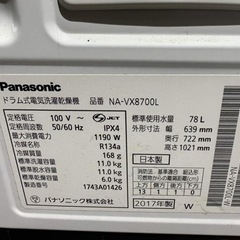 Panasonic
ドラム式電気洗濯乾燥機 品番 NA-VX8700L
定格電圧 100 V
定格周波数 50/60 Hz
最大消費電力 1190 W
冷媒名称 R134a
冷媒量 168 g
標準洗濯容量 11.0 kg
標準脱水容量 11.0 kg
標準乾燥容量 6.0 kg
製造番号 1743A01426
パナソニック株式会社
JET
IPX4
標準使用水量 78 L
外形寸法 幅 639 mm
奥行 722 mm
高さ 1021 mm
日本製
2017年製
W